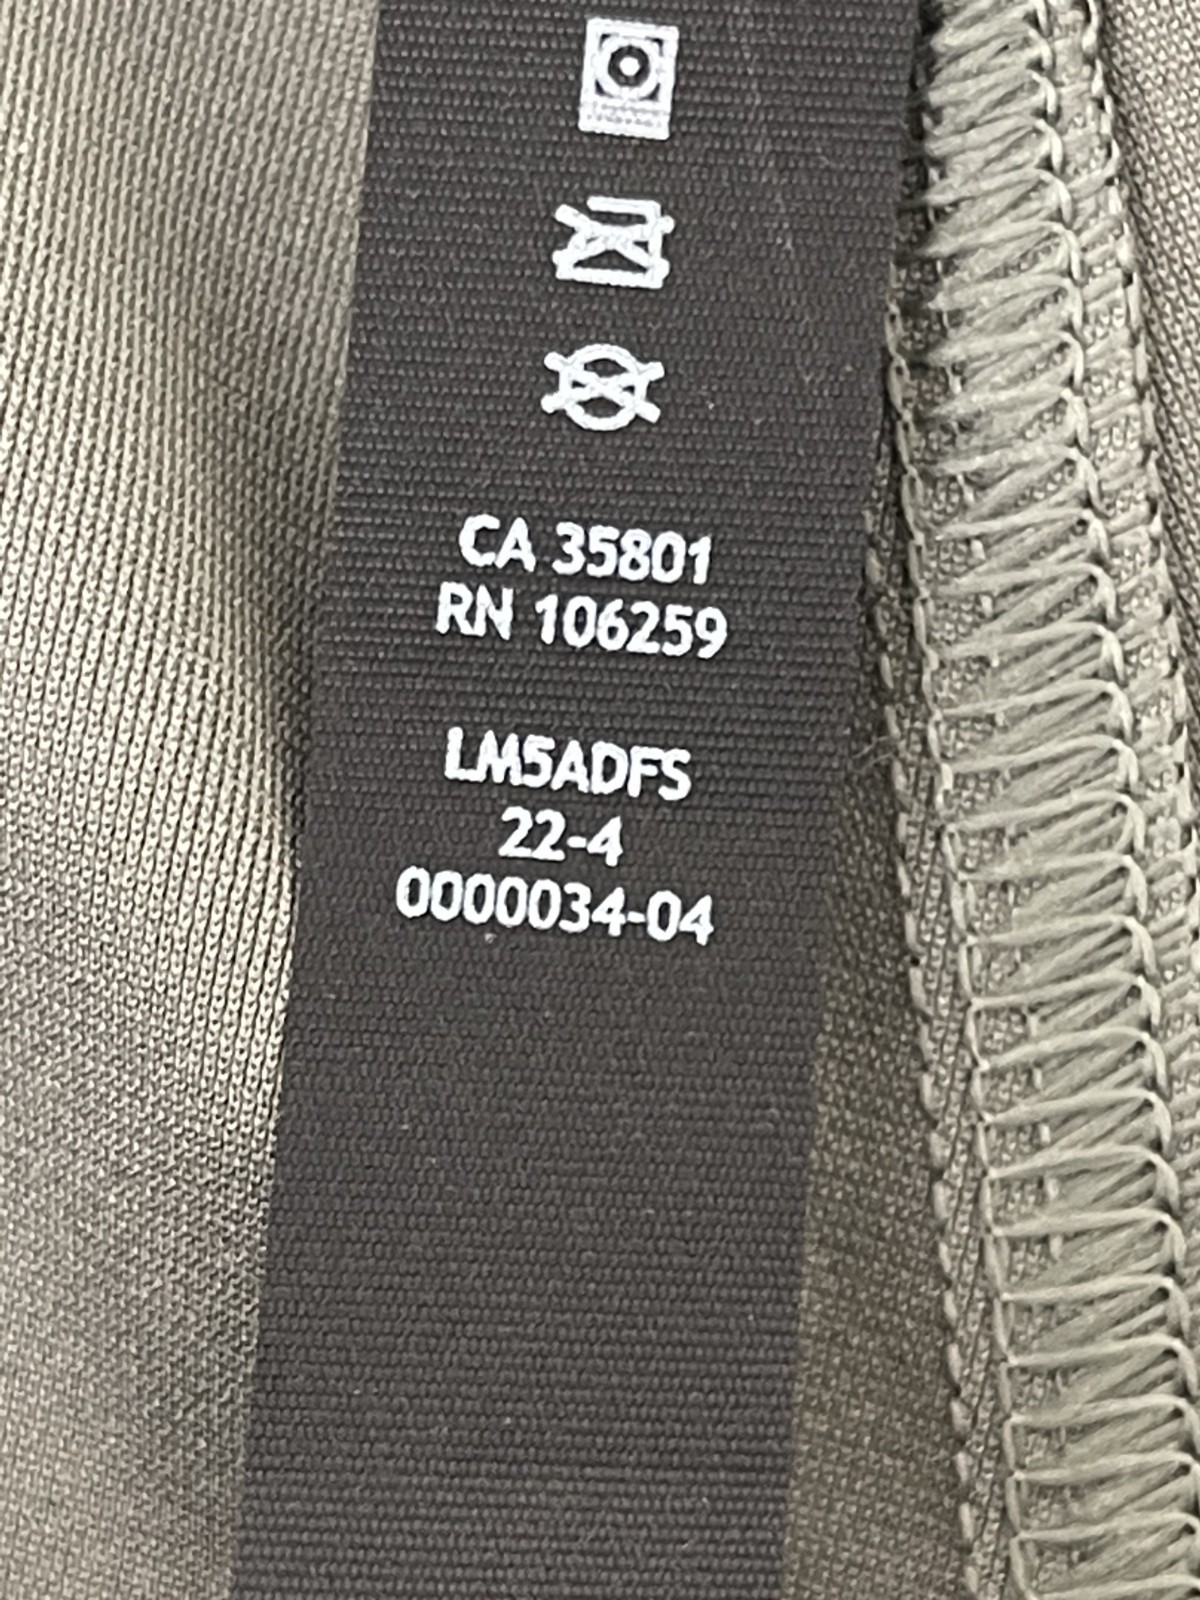 CA 35801
RN 106259
LM5ADFS
22-4
0000034-04